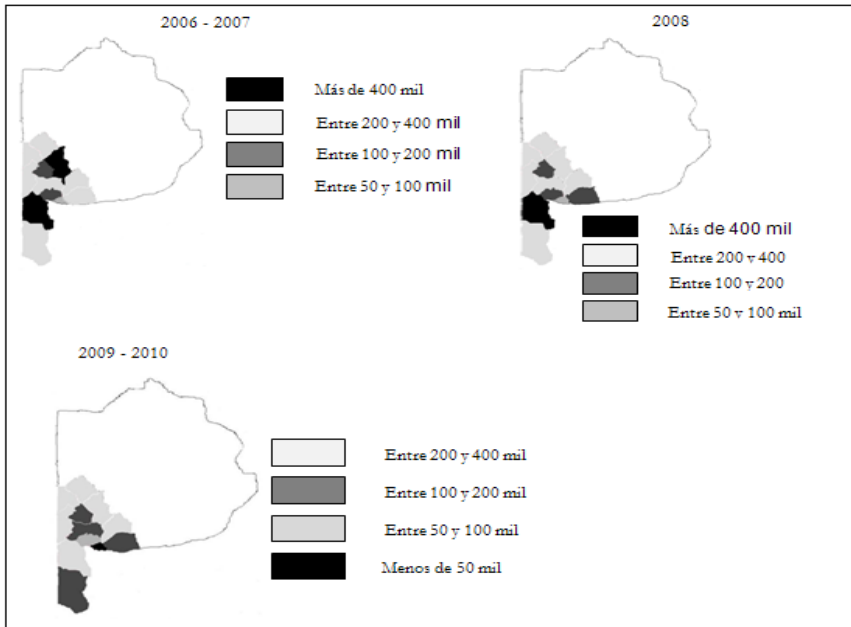 2006 - 2007
Más de 400 mil
Entre 200 y 400 mil
Entre 100 y 200 mil
Entre 50 y 100 mil
2008
Más de 400 mil
Entre 200 y 400
Entre 100 y 200
Entre 50 y 100 mil
2009 - 2010
Entre 200 y 400 mil
Entre 100 y 200 mil
Entre 50 y 100 mil
Menos de 50 mil